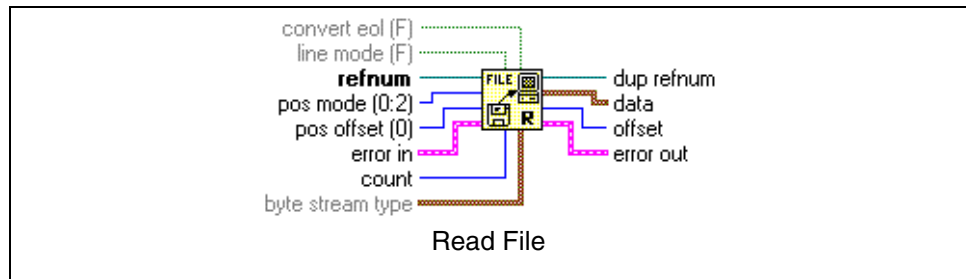 convert eol (F)
line mode (F)
refnum
pos mode (0:2)
pos offset (0)
error in
count
byte stream type
FILE
R
dup refnum
data
offset
error out
Read File